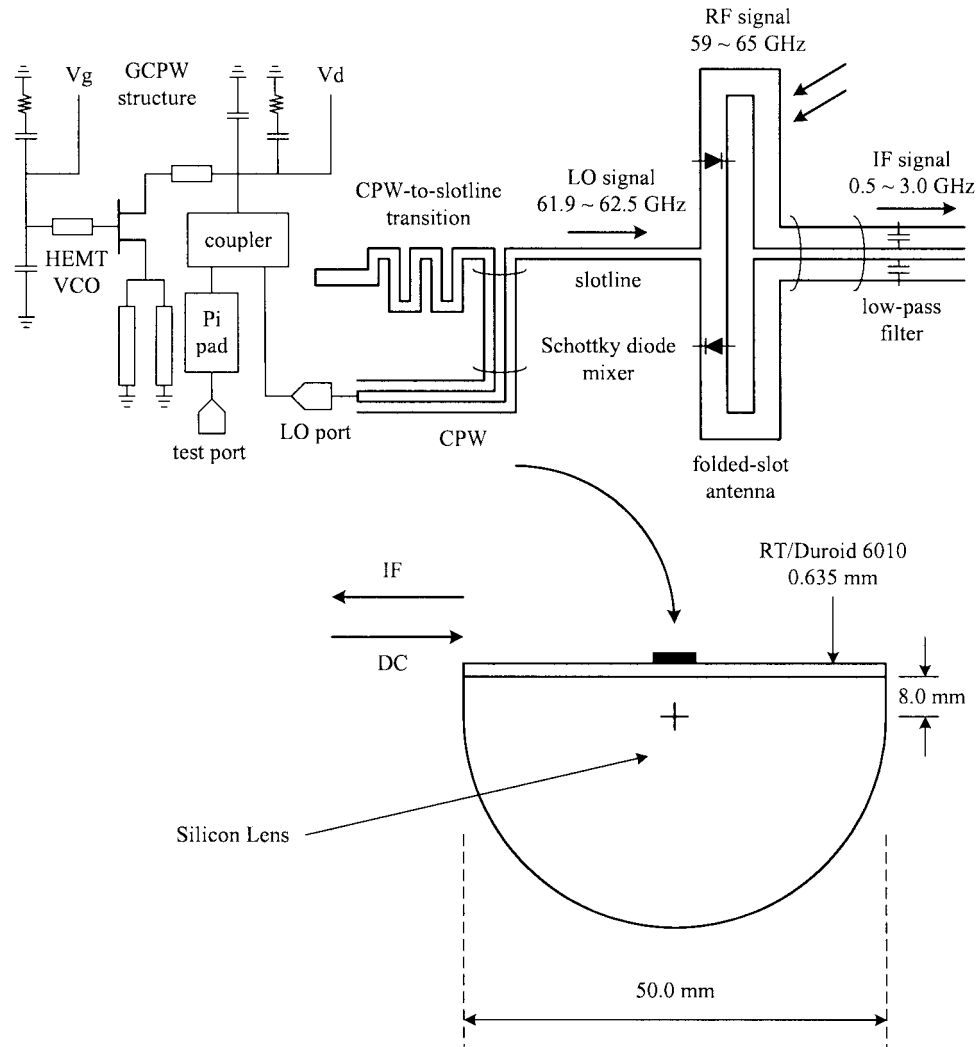 RF signal
59 ~ 65 GHz
Vg
GCPW
structure
Vd
CPW-to-slotline
transition
LO signal
61.9 ~ 62.5 GHz
IF signal
0.5 ~ 3.0 GHz
coupler
HEMT
VCO
slotline
Pi
pad
low-pass
filter
Schottky diode
mixer
LO port
CPW
test port
folded-slot
antenna
RT/Duroid 6010
0.635 mm
IF
DC
8.0 mm
Silicon Lens
50.0 mm